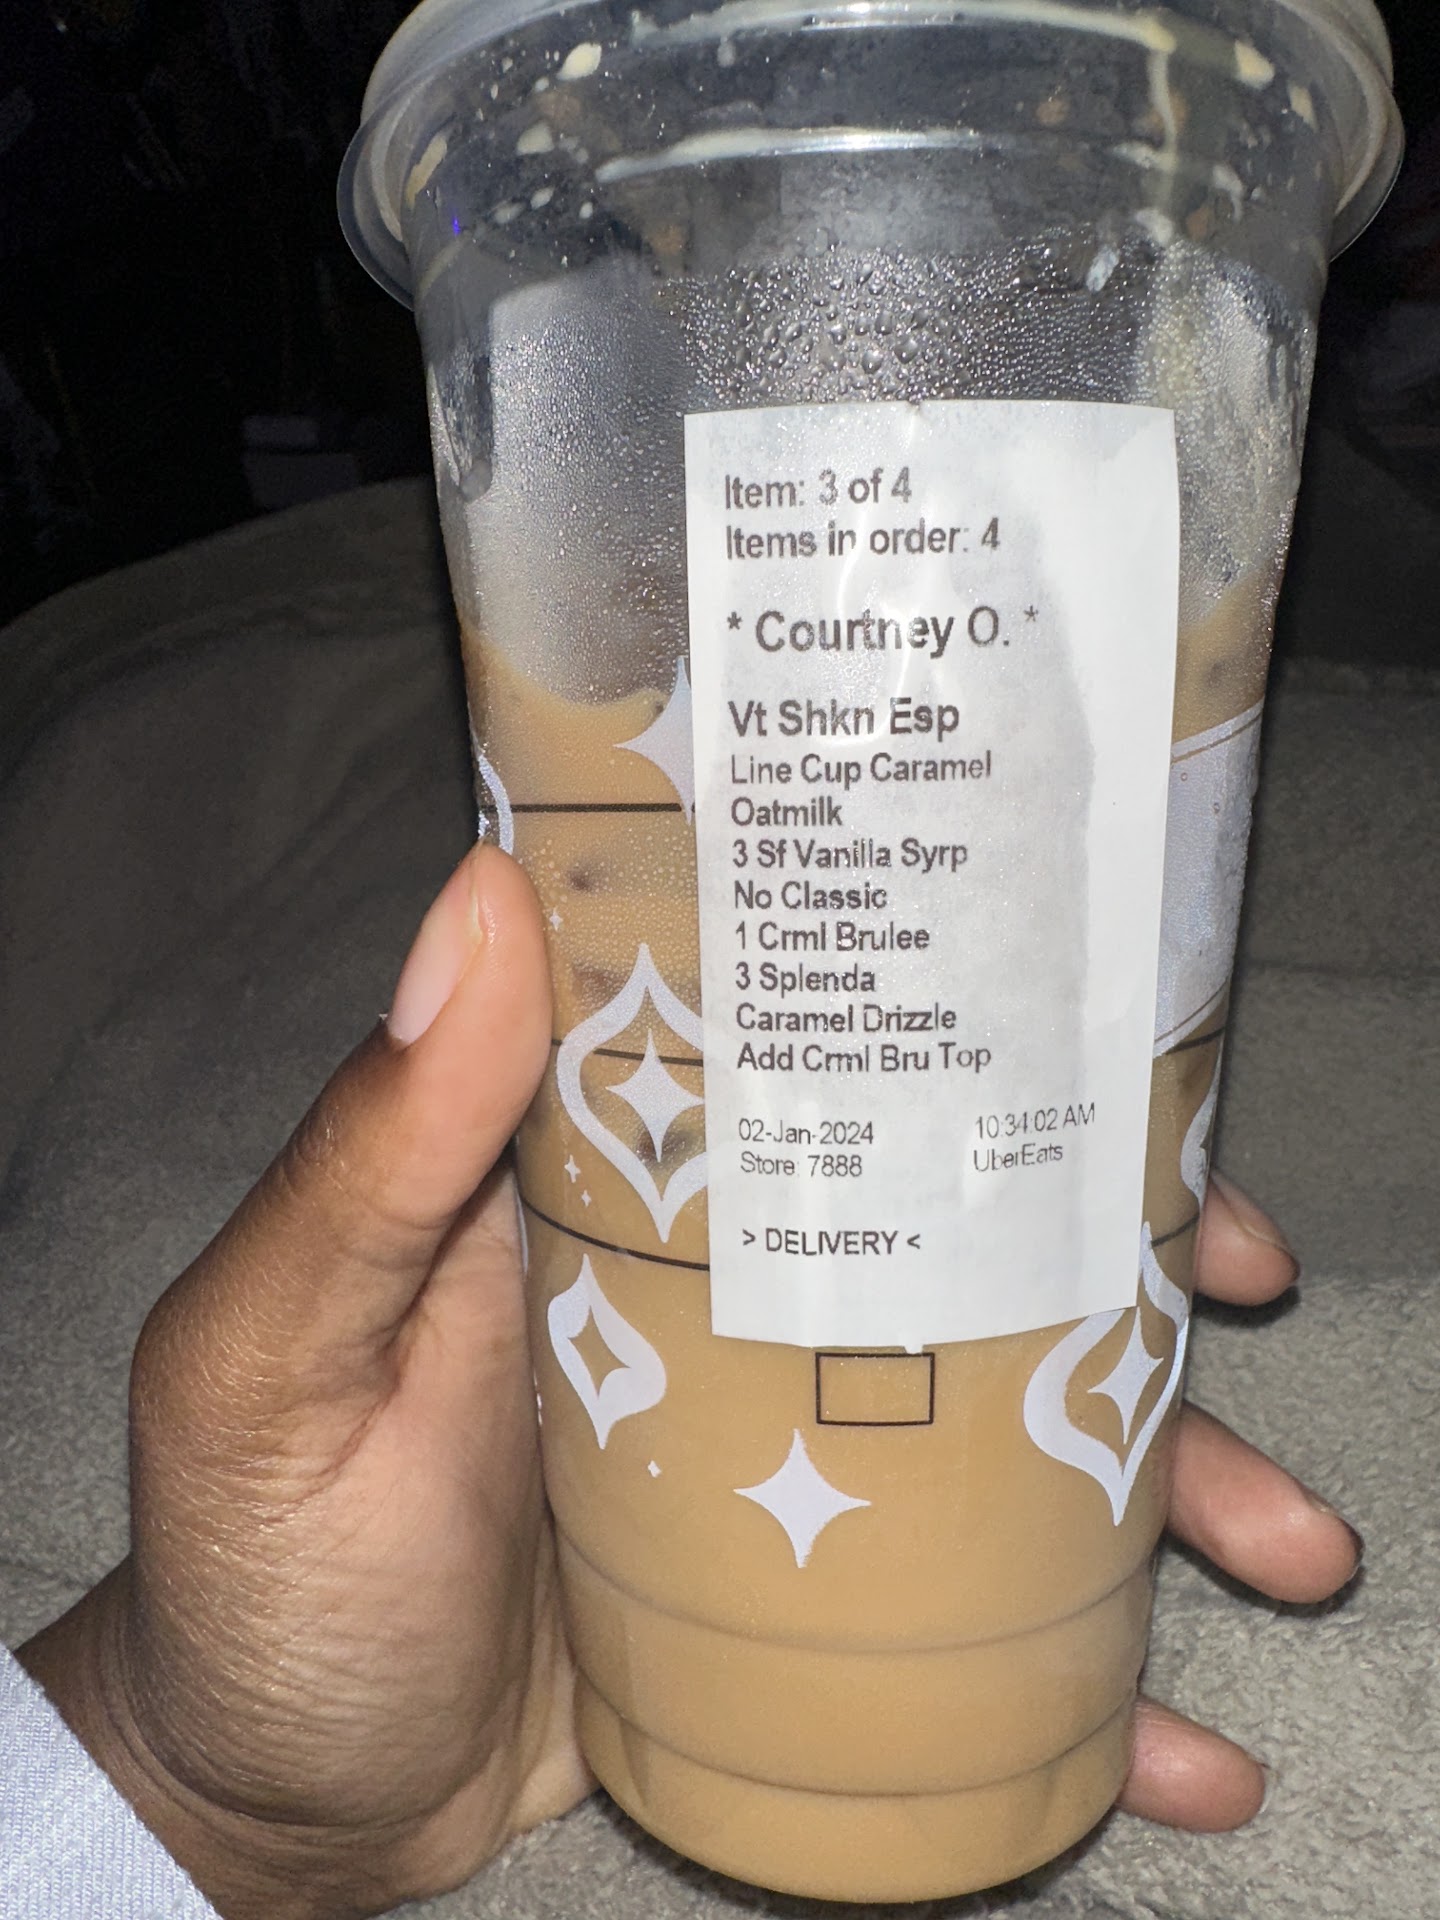 Item: 3 of 4
Items in order: 4
* Courtney O. *
Vt Shkn Esp
Line Cup Caramel
Oatmilk
3 Sf Vanilla Syrp
No Classic
1 Crml Brulee
3 Splenda
Caramel Drizzle
Add Crml Bru Top
02-Jan-2024 10:34:02 AM
Store: 7888 UberEats
> DELIVERY <